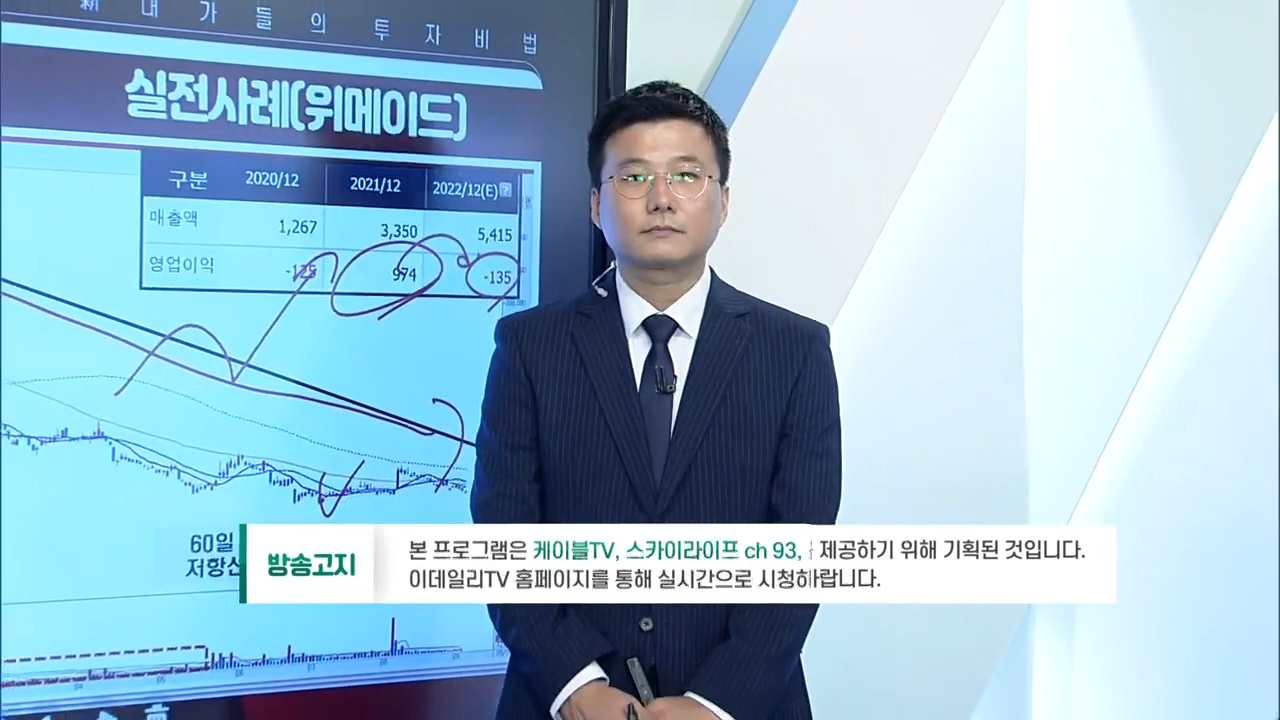 新 대 가 들 의 투 자 비 법
실전사례(위메이드)
구분 2020/12 2021/12 2022/12(E)
매출액 1,267 3,350 5,415
영업이익 -125 974 -135
60일
저항선
방송고지
본 프로그램은 케이블TV, 스카이라이프 ch 93, 제공하기 위해 기획된 것입니다.
이데일리TV 홈페이지를 통해 실시간으로 시청하랍니다.